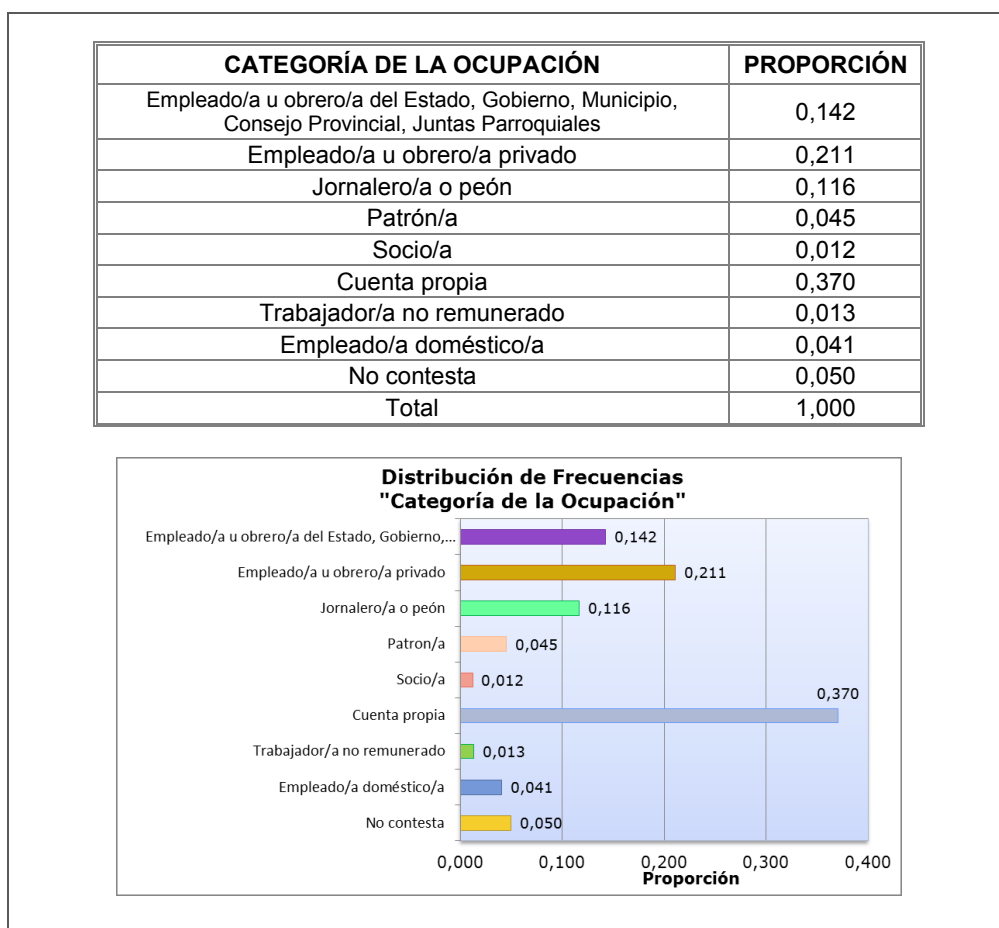 CATEGORÍA DE LA OCUPACIÓN PROPORCIÓN
Empleado/a u obrero/a del Estado, Gobierno, Municipio,
Consejo Provincial, Juntas Parroquiales 0,142
Empleado/a u obrero/a privado 0,211
Jornalero/a o peón 0,116
Patrón/a 0,045
Socio/a 0,012
Cuenta propia 0,370
Trabajador/a no remunerado 0,013
Empleado/a doméstico/a 0,041
No contesta 0,050
Total 1,000
Distribución de Frecuencias
"Categoría de la Ocupación"
Empleado/a u obrero/a del Estado, Gobierno,... 0,142
Empleado/a u obrero/a privado 0,211
Jornalero/a o peón 0,116
Patron/a 0,045
Socio/a 0,012
Cuenta propia 0,370
Trabajador/a no remunerado 0,013
Empleado/a doméstico/a 0,041
No contesta 0,050
0,000 0,100 0,200 0,300 0,400
Proporción